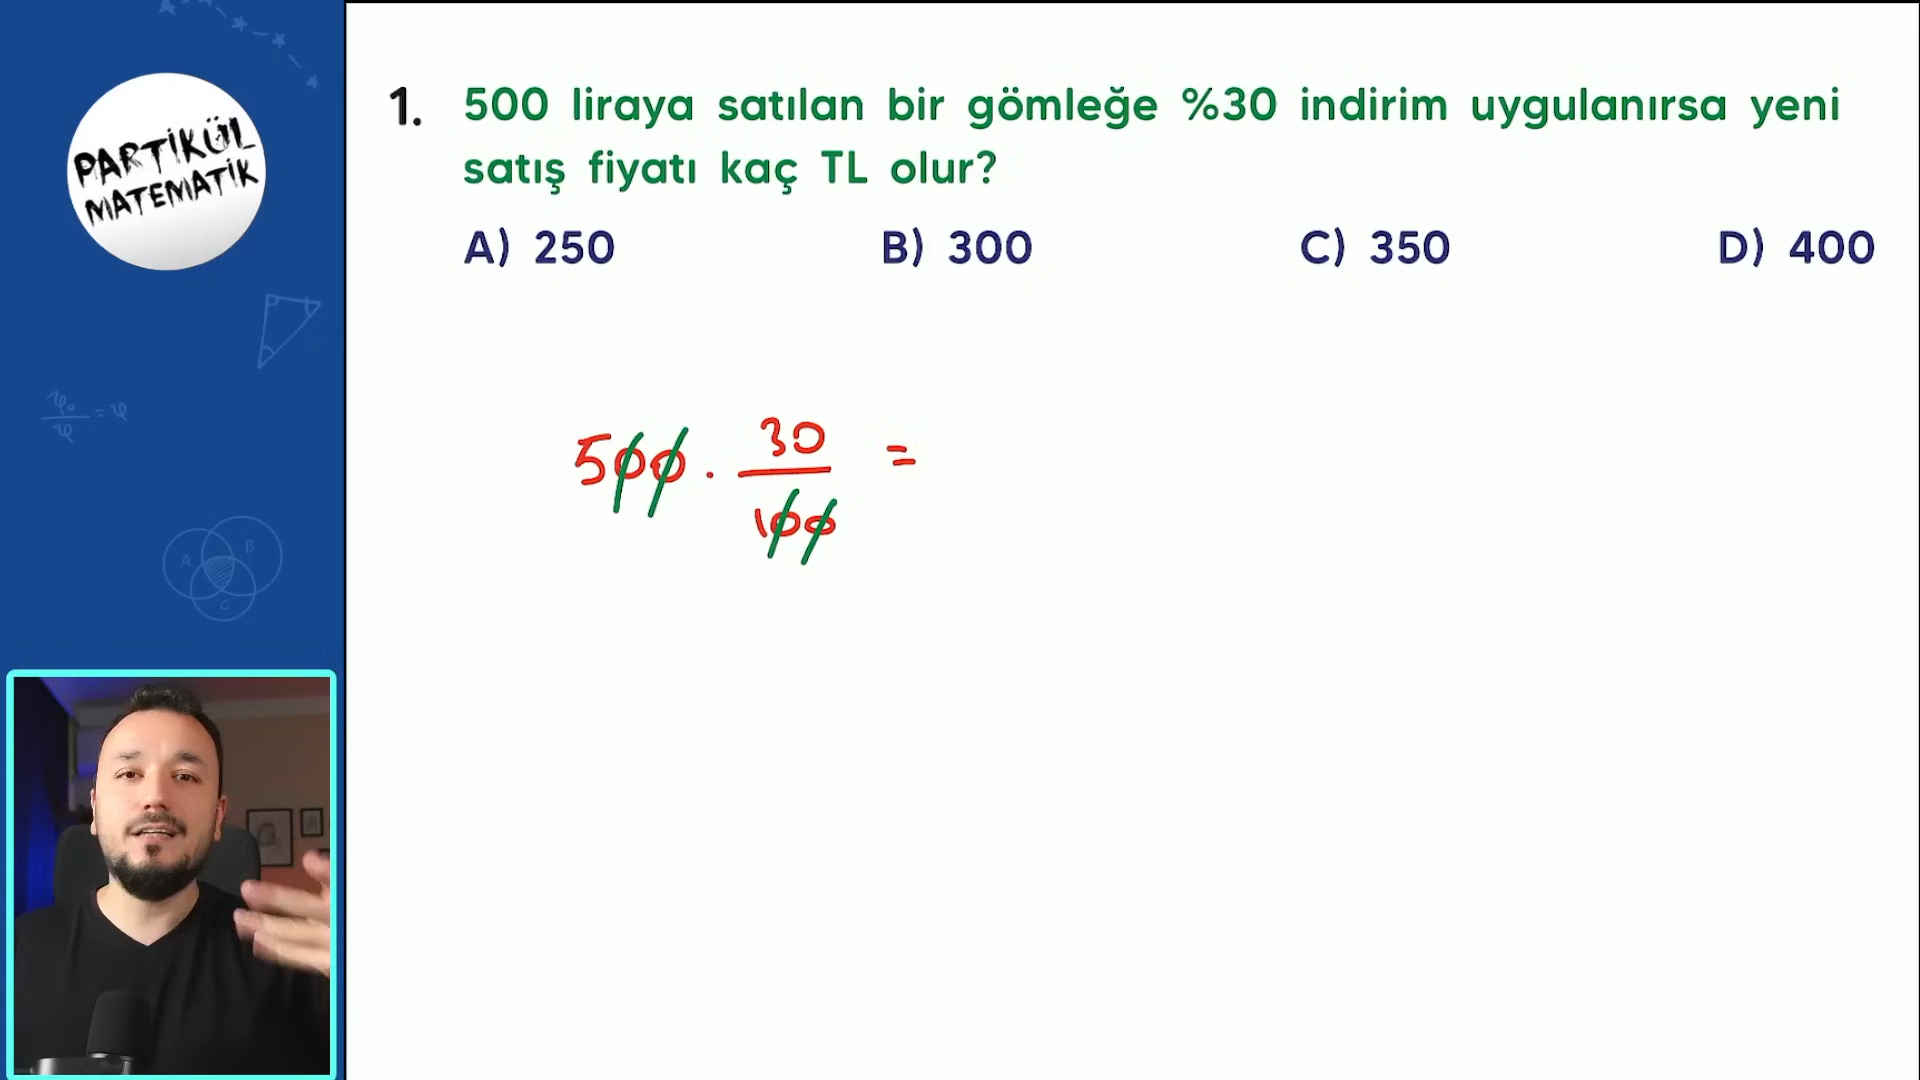 PARTİKÜL
MATEMATİK
1. 500 liraya satılan bir gömleğe %30 indirim uygulanırsa yeni
satış fiyatı kaç TL olur?
A) 250 B) 300 C) 350 D) 400
500 . 30/100 =
A B
C